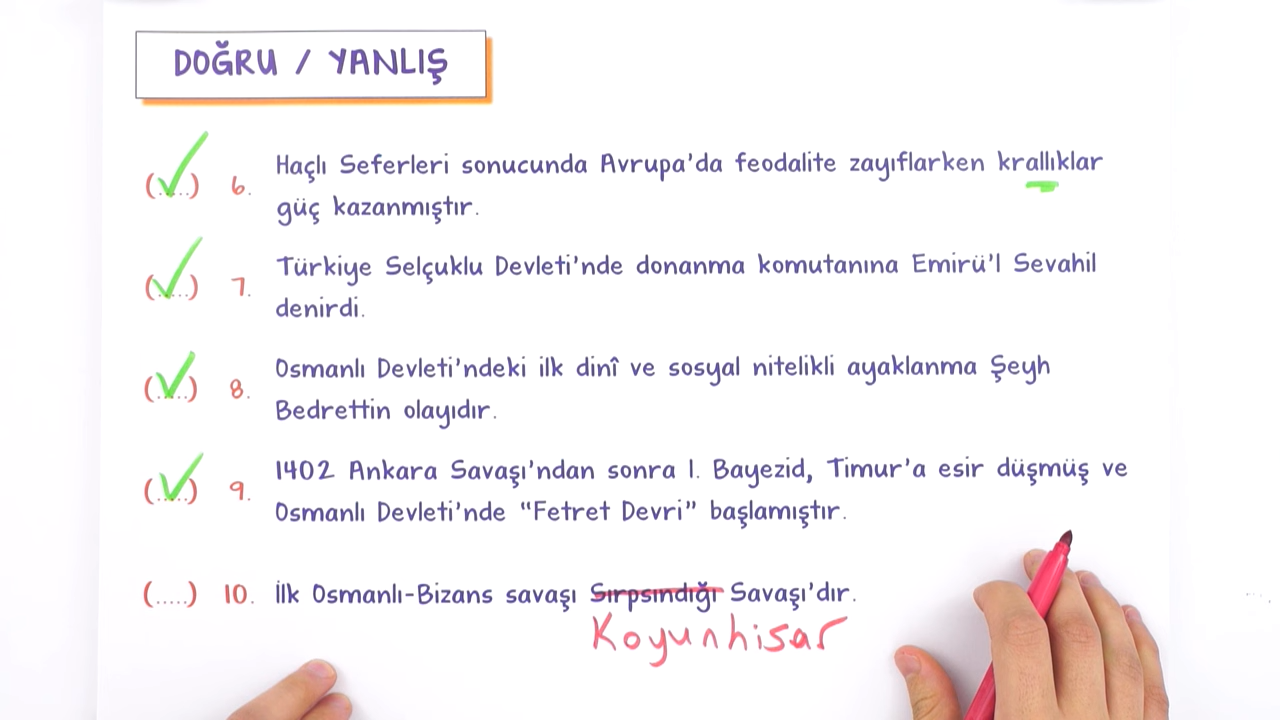 DOĞRU / YANLIŞ
(.....) 6. Haçlı Seferleri sonucunda Avrupa'da feodalite zayıflarken krallıklar
güç kazanmıştır.
(.....) 7. Türkiye Selçuklu Devleti'nde donanma komutanına Emirü'l Sevahil
denirdi.
(.....) 8. Osmanlı Devleti'ndeki ilk dinî ve sosyal nitelikli ayaklanma Şeyh
Bedrettin olayıdır.
(.....) 9. 1402 Ankara Savaşı'ndan sonra I. Bayezid, Timur'a esir düşmüş ve
Osmanlı Devleti'nde "Fetret Devri" başlamıştır.
(.....) 10. İlk Osmanlı-Bizans savaşı Sırpsındığı Savaşı'dır.
Koyunhisar